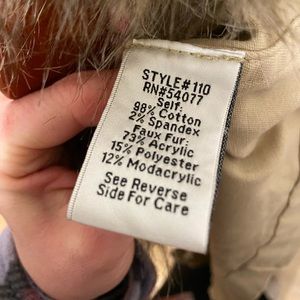 STYLE#110
RN#54077
Self:
98% Cotton
2% Spandex
Faux Fur:
73% Acrylic
15% Polyester
12% Modacrylic
See Reverse
Side For Care